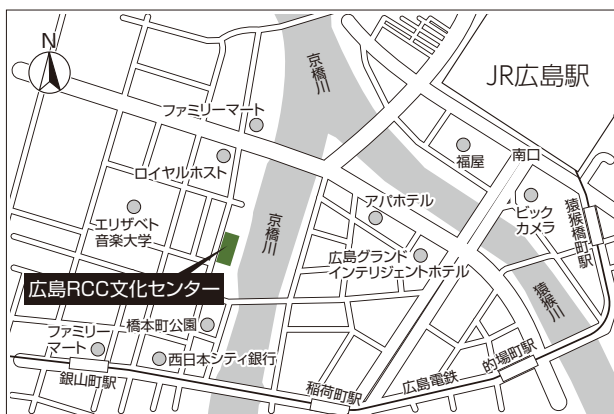 N
京橋川
JR広島駅
ファミリーマート
福屋
南口
ロイヤルホスト
アパホテル
ビック
カメラ
猿猴橋町駅
エリザベト
音楽大学
京橋川
広島グランド
インテリジェントホテル
広島RCC文化センター
猿猴川
橋本町公園
ファミリー
マート
西日本シティ銀行
銀山町駅
稲荷町駅
広島電鉄
的場町駅